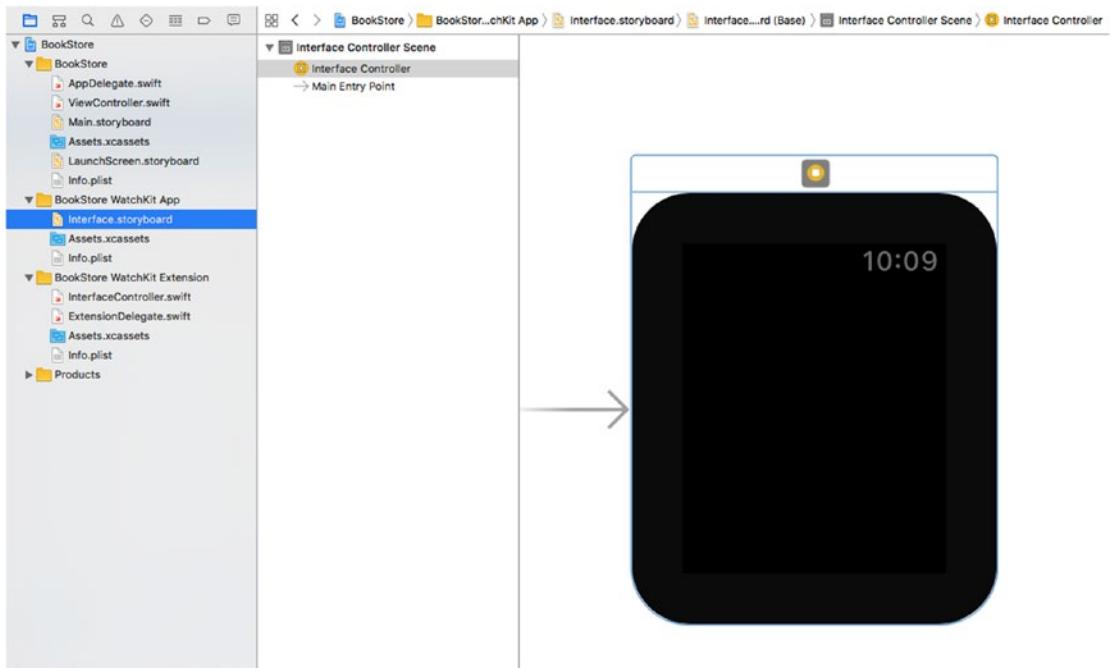 BookStore 〉 BookStor...chKit App 〉 Interface.storyboard 〉 Interface....rd (Base) 〉 Interface Controller Scene 〉 Interface Controller
BookStore
BookStore
AppDelegate.swift
ViewController.swift
Main.storyboard
Assets.xcassets
LaunchScreen.storyboard
Info.plist
BookStore WatchKit App
Interface.storyboard
Assets.xcassets
Info.plist
BookStore WatchKit Extension
InterfaceController.swift
ExtensionDelegate.swift
Assets.xcassets
Info.plist
Products
Interface Controller Scene
Interface Controller
Main Entry Point
10:09